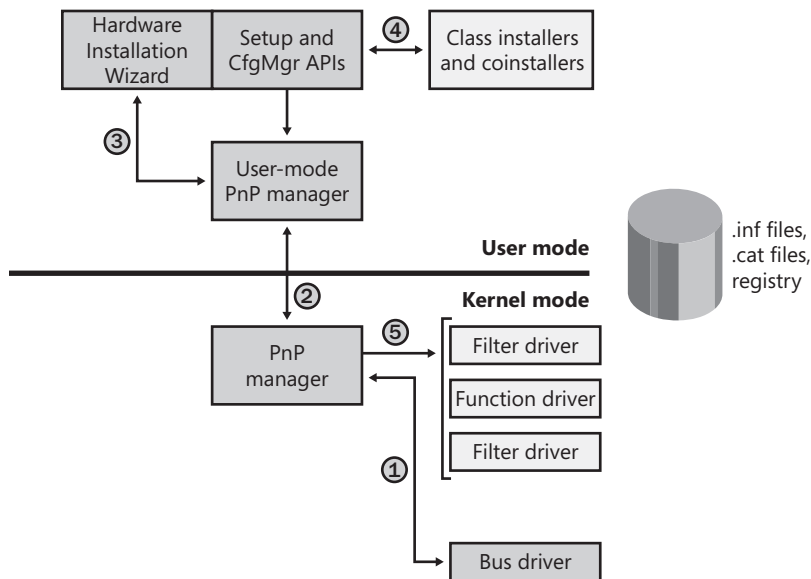 Hardware
Installation
Wizard
Setup and
CfgMgr APIs
4
Class installers
and coinstallers
3
User-mode
PnP manager
.inf files,
.cat files,
registry
User mode
2
Kernel mode
5
PnP
manager
Filter driver
Function driver
Filter driver
1
Bus driver